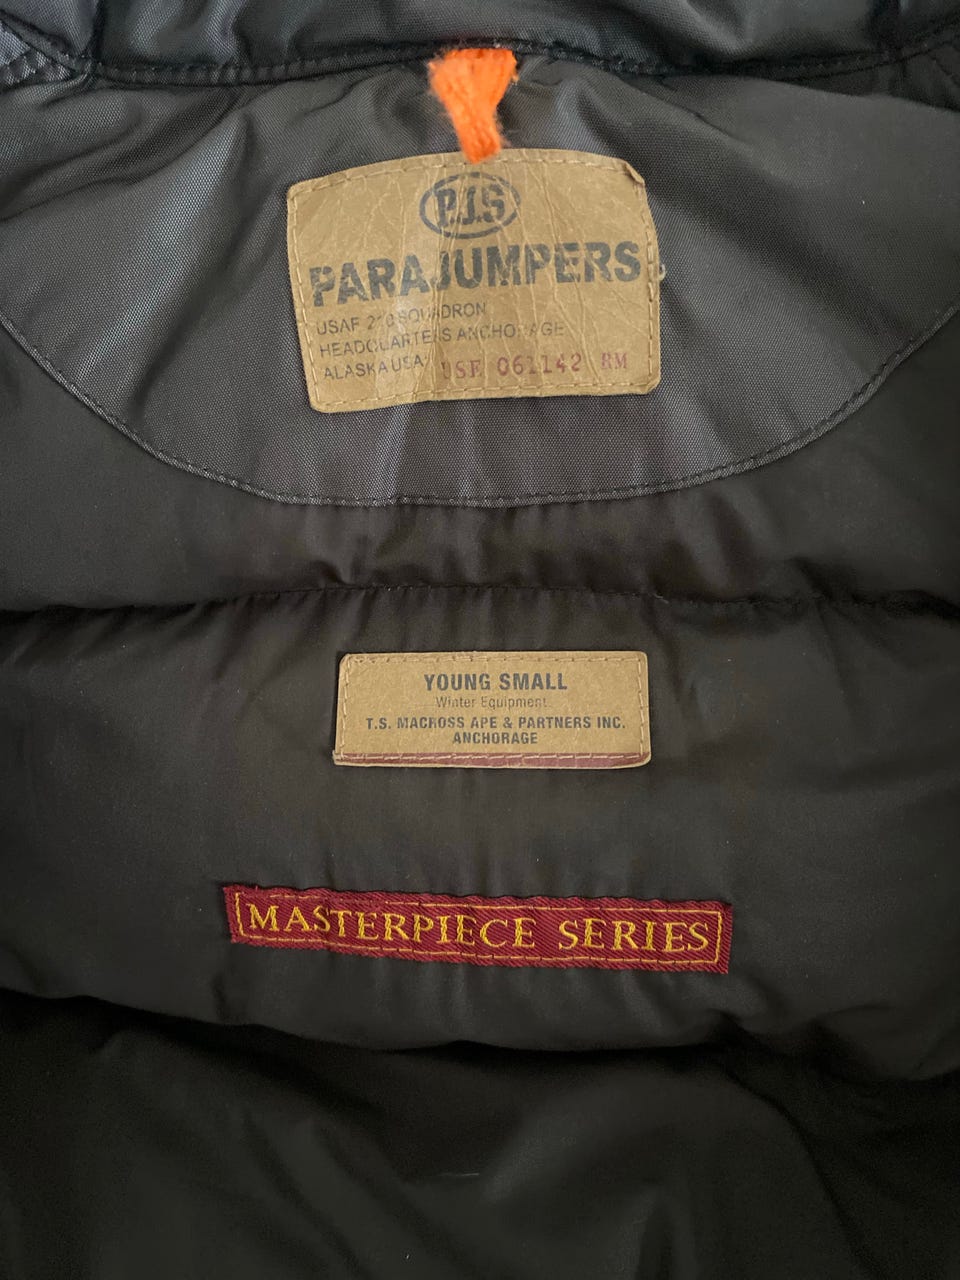 P.J.S
PARAJUMPERS
USAF 210 SQUADRON
HEADQUARTERS ANCHORAGE
ALASKA USA USF 061142 RM
YOUNG SMALL
Winter Equipment
T.S. MACROSS APE & PARTNERS INC.
ANCHORAGE
MASTERPIECE SERIES